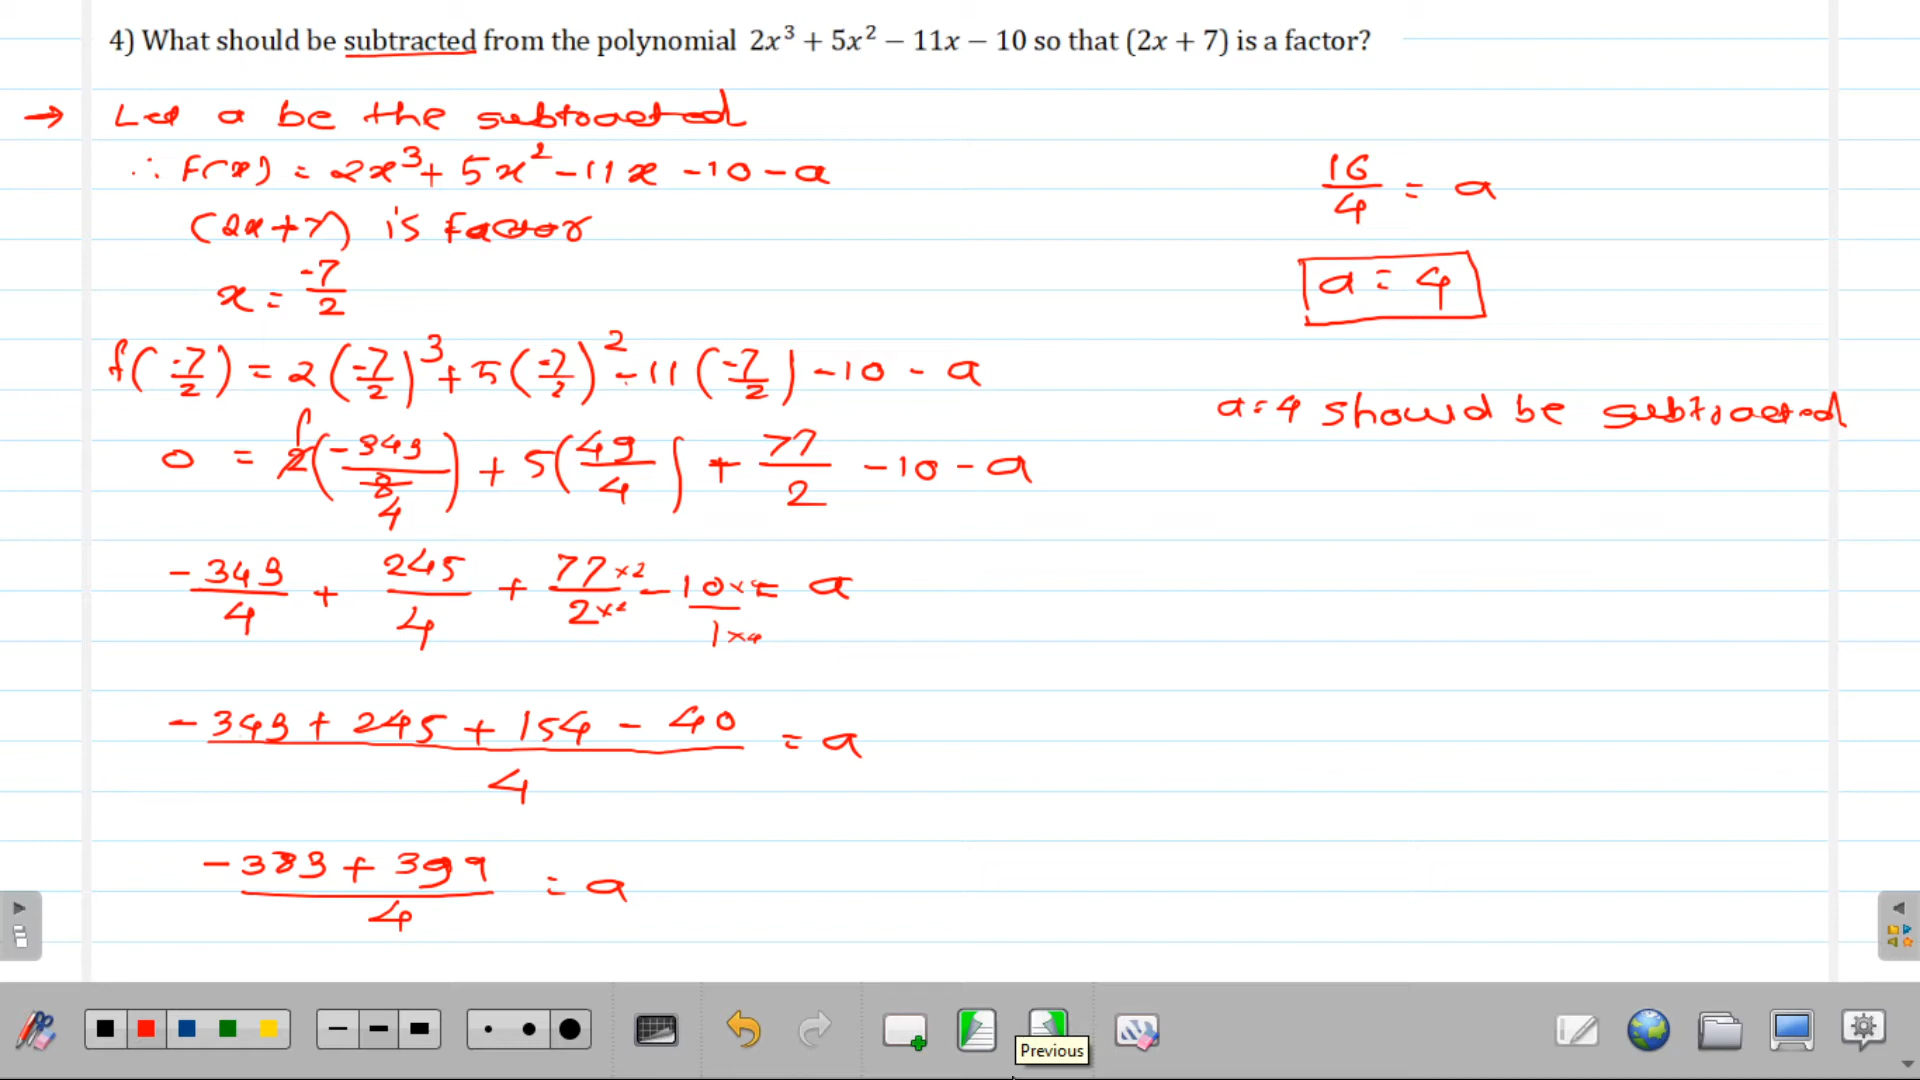 4) What should be subtracted from the polynomial 2x³ + 5x² − 11x − 10 so that (2x + 7) is a factor?
→ Let a be the subtracted
∴ F(x) = 2x³ + 5x² - 11x - 10 - a
(2x+7) is factor
x = -7/2
f(-7/2) = 2(-7/2)³ + 5(-7/2)² - 11(-7/2) - 10 - a
0 = 2(-343/8) + 5(49/4) + 77/2 - 10 - a
1
4
-343/4 + 245/4 + 77×2/2×2 - 10×4/1×4 = a
(-343 + 245 + 154 - 40)/4 = a
(-383 + 399)/4 = a
16/4 = a
a = 4
a = 4 should be subtracted
Previous